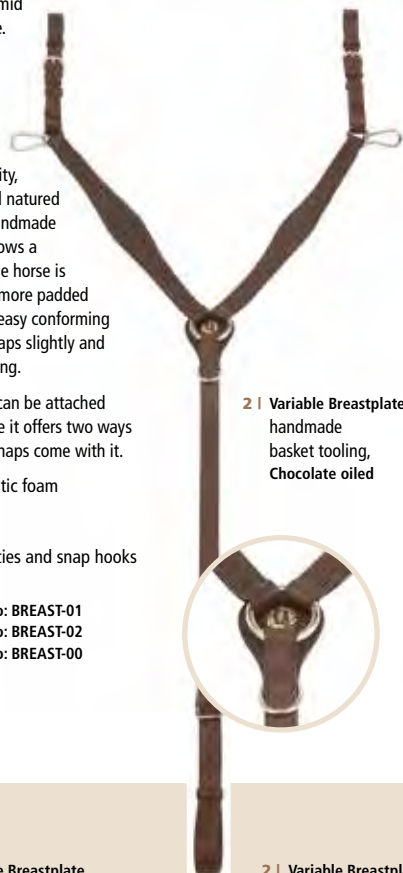 mid
e.
ity,
l natured
ndmade
ows a
e horse is
more padded
easy conforming
aps slightly and
ng.
can be attached
e it offers two ways
naps come with it.
tic foam
ties and snap hooks
o: BREAST-01
o: BREAST-02
o: BREAST-00
2 | Variable Breastplate
handmade
basket tooling,
Chocolate oiled
e Breastplate
2 | Variable Breastpl